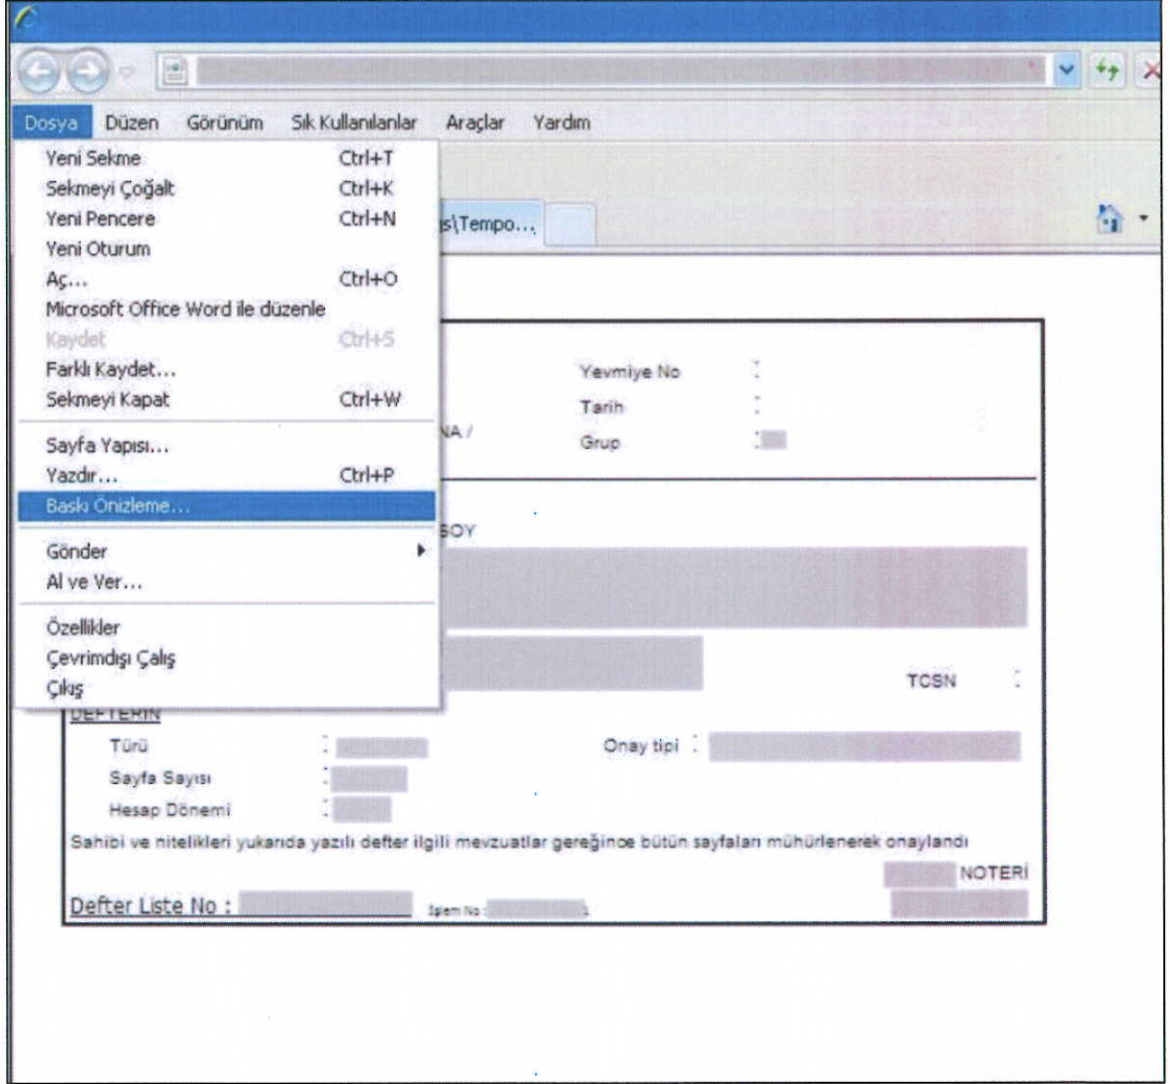 Dosya Düzen Görünüm Sık Kullanılanlar Araçlar Yardım
Yeni Sekme Ctrl+T
Sekmeyi Çoğalt Ctrl+K
Yeni Pencere Ctrl+N
Yeni Oturum
Aç... Ctrl+O
Microsoft Office Word ile düzenle
Kaydet Ctrl+S
Farklı Kaydet...
Sekmeyi Kapat Ctrl+W
Sayfa Yapısı...
Yazdır... Ctrl+P
Baskı Önizleme...
Gönder
Al ve Ver...
Özellikler
Çevrimdışı Çalış
Çıkış
s\Tempo...
Yevmiye No :
Tarih :
NA /
Grup :
SOY
TCSN :
DEFTERİN
Türü : Onay tipi :
Sayfa Sayısı :
Hesap Dönemi :
Sahibi ve nitelikleri yukarıda yazılı defter ilgili mevzuatlar gereğince bütün sayfaları mühürlenerek onaylandı
NOTERİ
Defter Liste No : İşlem No :